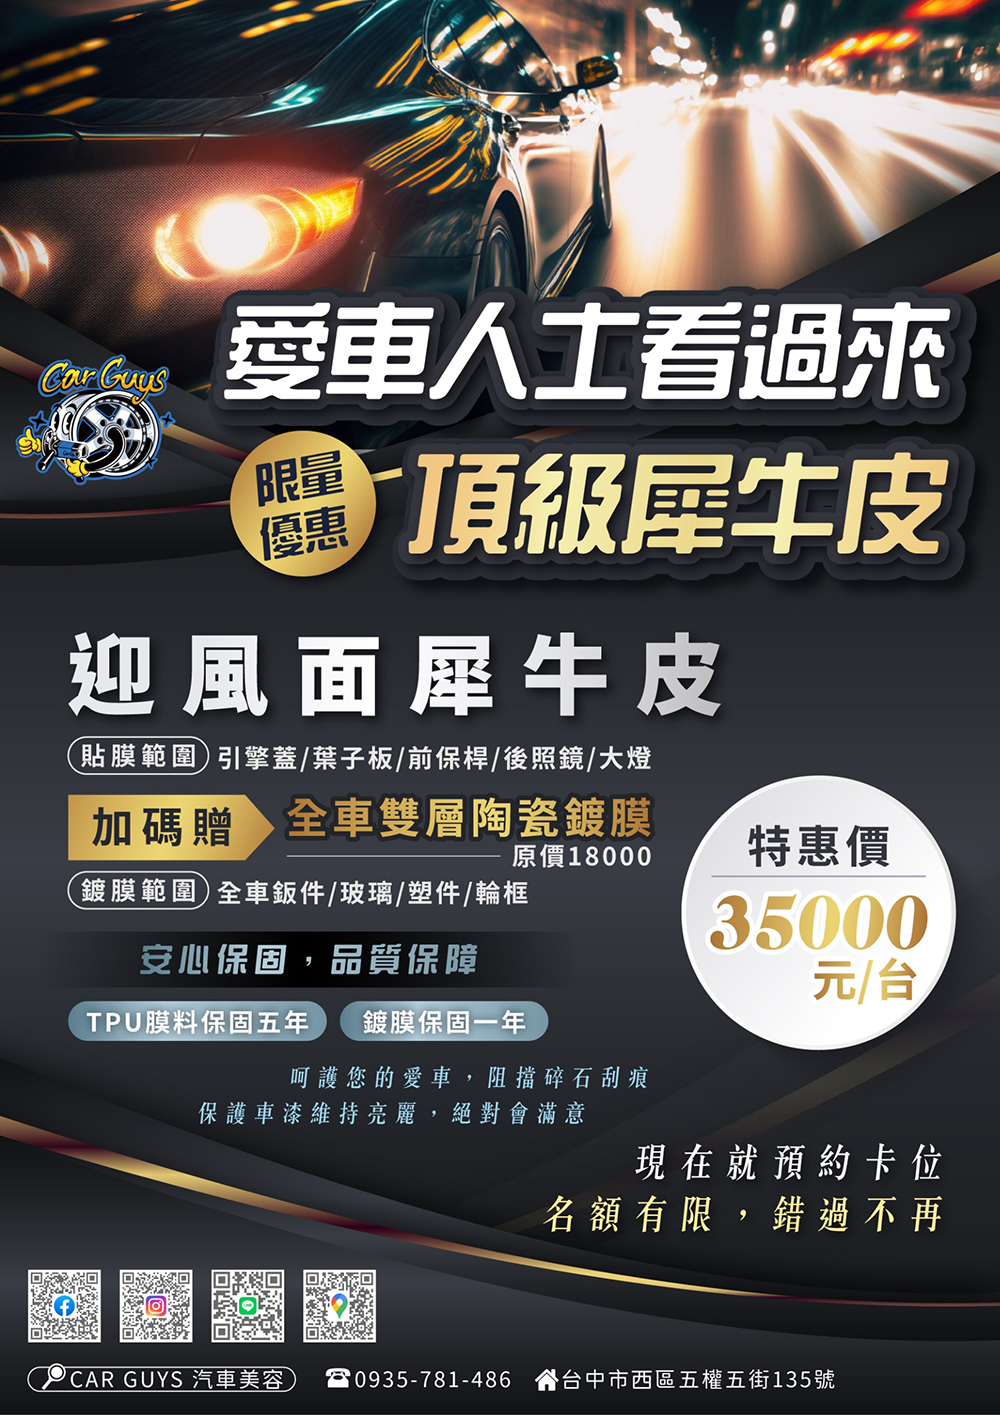 愛車人士看過來
Car Guys
限量
優惠
頂級犀牛皮
迎風面犀牛皮
貼膜範圍 引擎蓋/葉子板/前保桿/後照鏡/大燈
加碼贈 全車雙層陶瓷鍍膜
原價18000
鍍膜範圍 全車鈑件/玻璃/塑件/輪框
特惠價
35000
元/台
安心保固，品質保障
TPU膜料保固五年 鍍膜保固一年
呵護您的愛車，阻擋碎石刮痕
保護車漆維持亮麗，絕對會滿意
現在就預約卡位
名額有限，錯過不再
CAR GUYS 汽車美容 0935-781-486 台中市西區五權五街135號